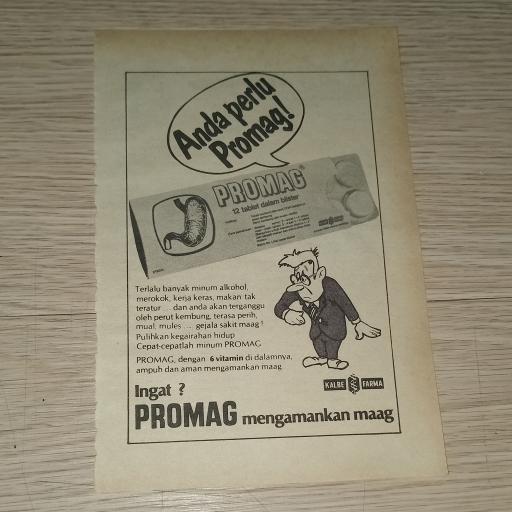 Anda perlu
Promag!
PROMAG
12 tablet dalam blister
Terlalu banyak minum alkohol,
merokok, kerja keras, makan tak
teratur ... dan anda akan terganggu
oleh perut kembung, terasa perih,
mual, mules ... gejala sakit maag !
Pulihkan kegairahan hidup
Cepat-cepatlah minum PROMAG
PROMAG, dengan 6 vitamin di dalamnya,
ampuh dan aman mengamankan maag
KALBE FARMA
Ingat ?
PROMAG mengamankan maag